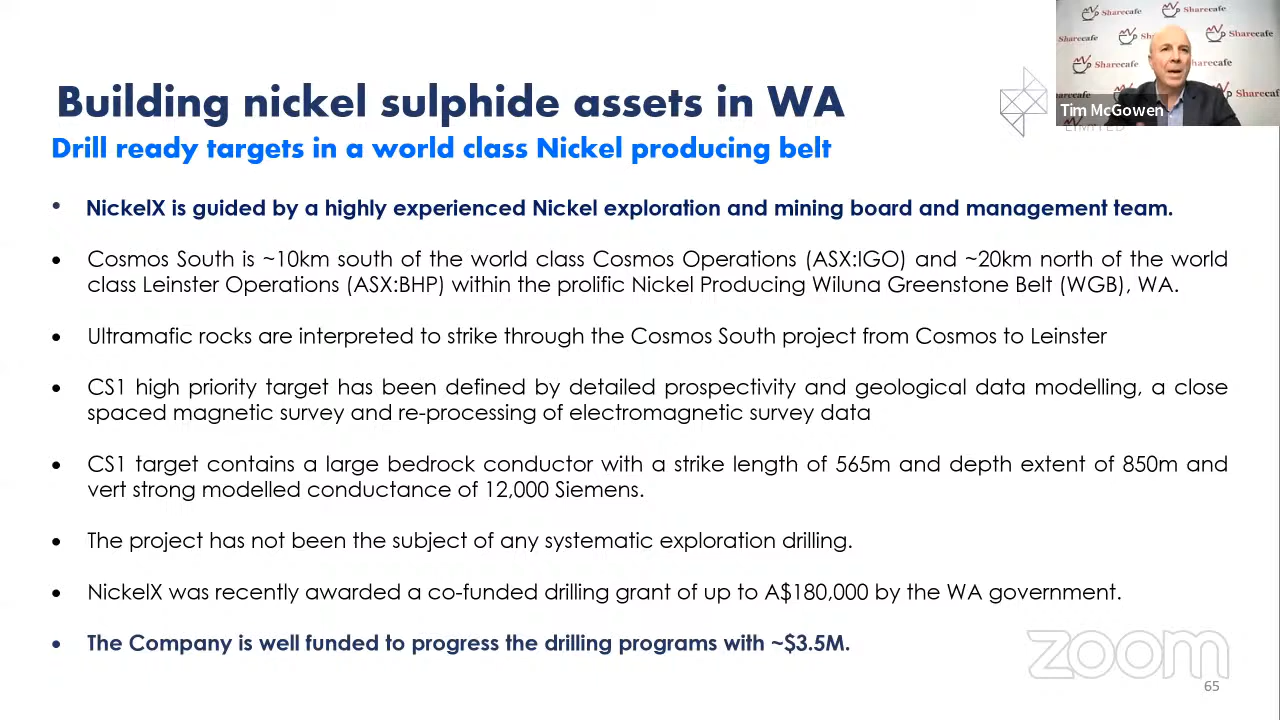 Building nickel sulphide assets in WA
Drill ready targets in a world class Nickel producing belt
• NickelX is guided by a highly experienced Nickel exploration and mining board and management team.
• Cosmos South is ~10km south of the world class Cosmos Operations (ASX:IGO) and ~20km north of the world
class Leinster Operations (ASX:BHP) within the prolific Nickel Producing Wiluna Greenstone Belt (WGB), WA.
• Ultramafic rocks are interpreted to strike through the Cosmos South project from Cosmos to Leinster
• CS1 high priority target has been defined by detailed prospectivity and geological data modelling, a close
spaced magnetic survey and re-processing of electromagnetic survey data
• CS1 target contains a large bedrock conductor with a strike length of 565m and depth extent of 850m and
vert strong modelled conductance of 12,000 Siemens.
• The project has not been the subject of any systematic exploration drilling.
• NickelX was recently awarded a co-funded drilling grant of up to A$180,000 by the WA government.
• The Company is well funded to progress the drilling programs with ~$3.5M.
Sharecafe Sharecafe
Sharecafe Sharecafe
Sharecafe harecafe
Sharecafe
Tim McGowen
LIMITED
zoom
65